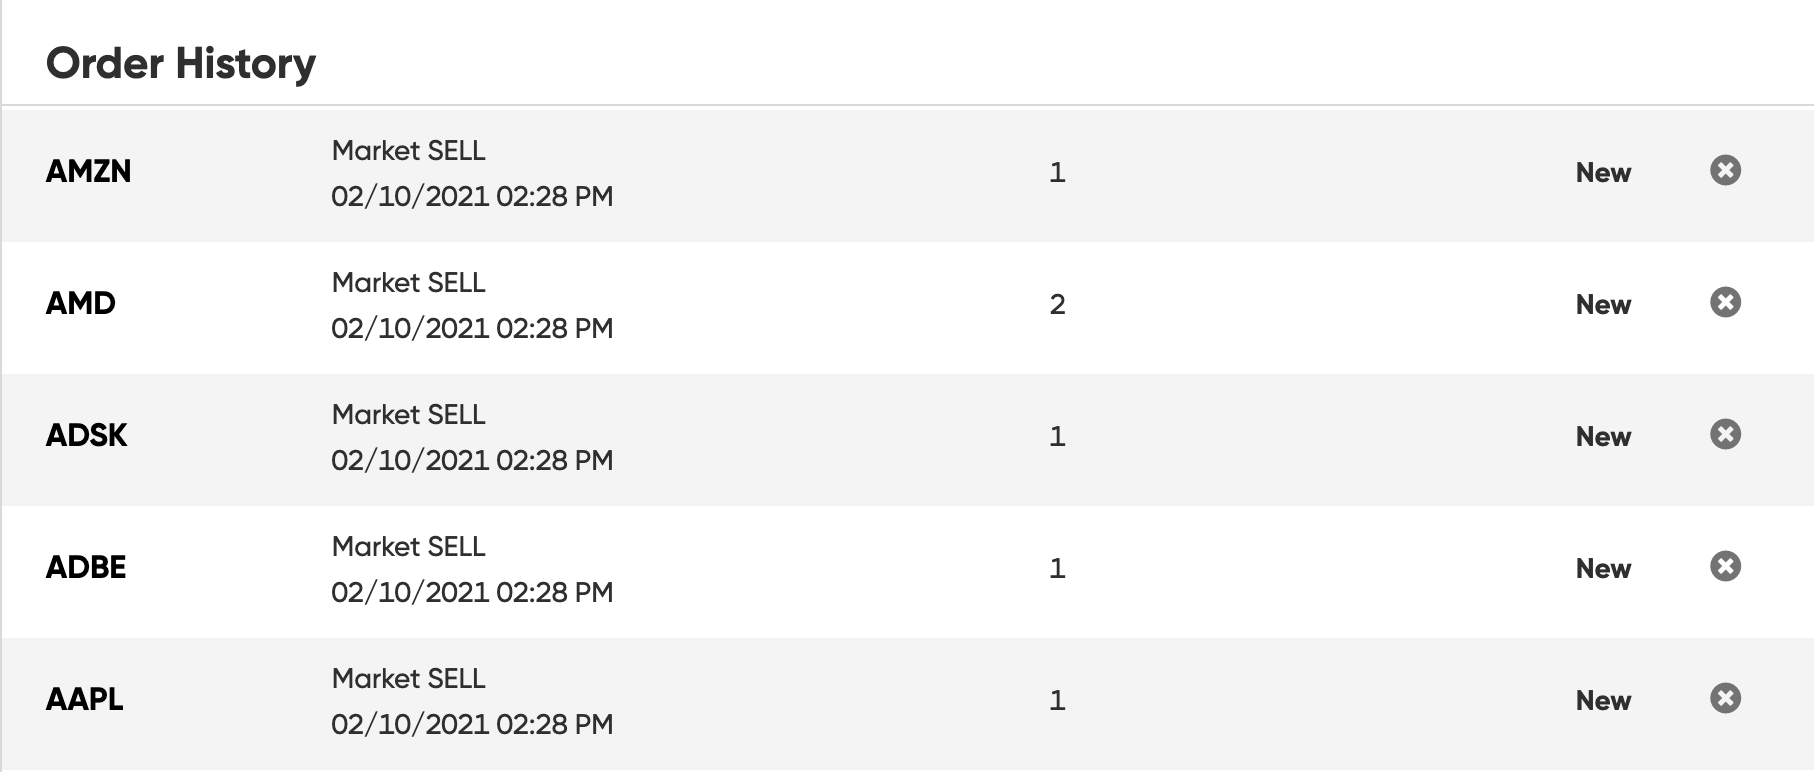 Order History
AMZN
Market SELL
02/10/2021 02:28 PM
1
New
AMD
Market SELL
02/10/2021 02:28 PM
2
New
ADSK
Market SELL
02/10/2021 02:28 PM
1
New
ADBE
Market SELL
02/10/2021 02:28 PM
1
New
AAPL
Market SELL
02/10/2021 02:28 PM
1
New